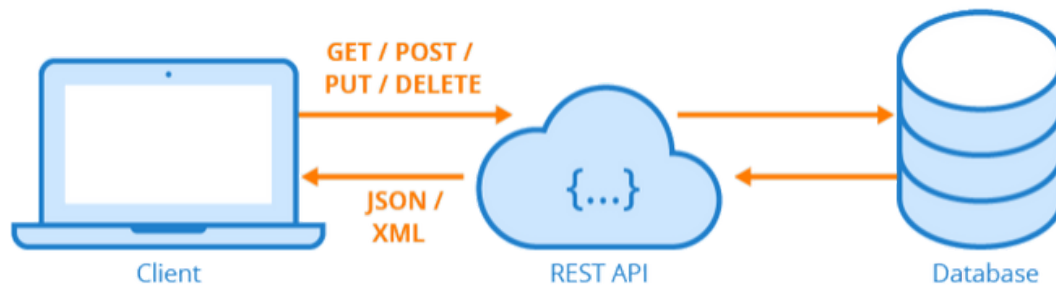 GET / POST /
PUT / DELETE
{...}
JSON /
XML
Client
REST API
Database